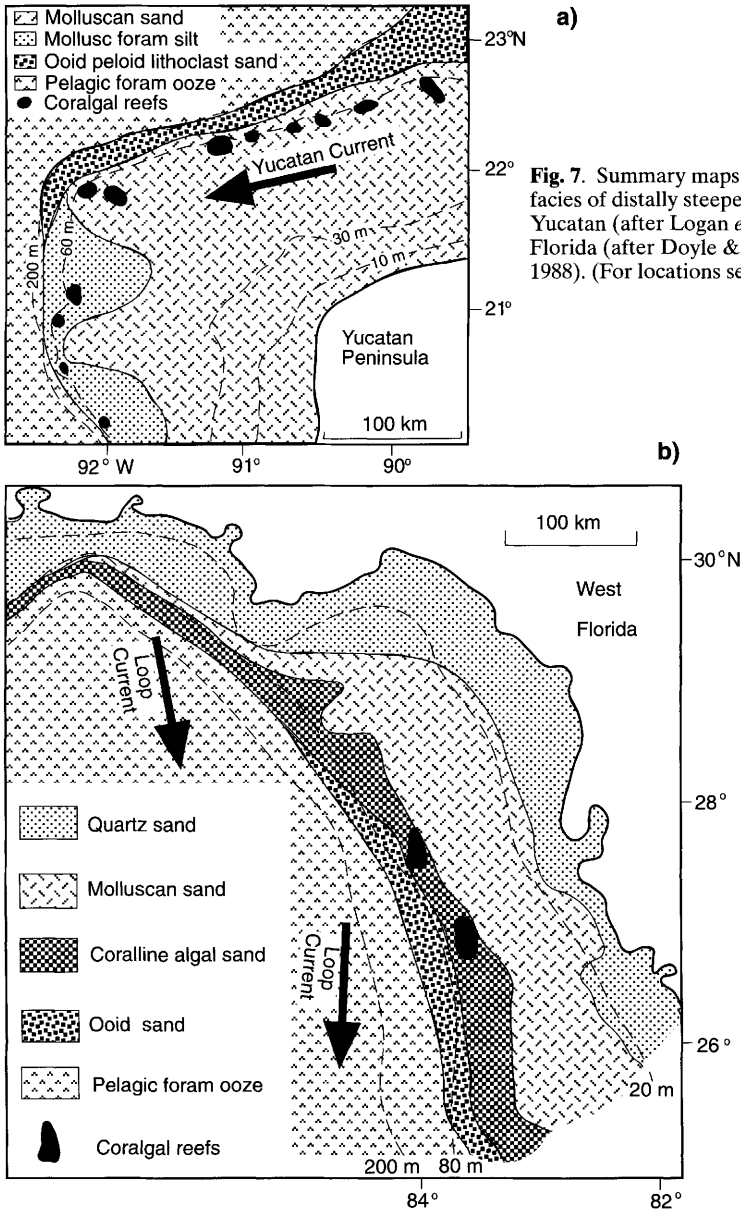 a)
Molluscan sand
Mollusc foram silt
Ooid peloid lithoclast sand
Pelagic foram ooze
Coralgal reefs
23°N
22°
21°
Yucatan Current
30 m
10 m
200 m
60 m
Yucatan
Peninsula
100 km
92° W
91°
90°
Fig. 7. Summary maps
facies of distally steepe
Yucatan (after Logan e
Florida (after Doyle &
1988). (For locations se
b)
100 km
30°N
West
Florida
Loop
Current
28°
Quartz sand
Molluscan sand
Coralline algal sand
Ooid sand
Pelagic foram ooze
Coralgal reefs
Loop
Current
26°
20 m
200 m
80 m
84°
82°